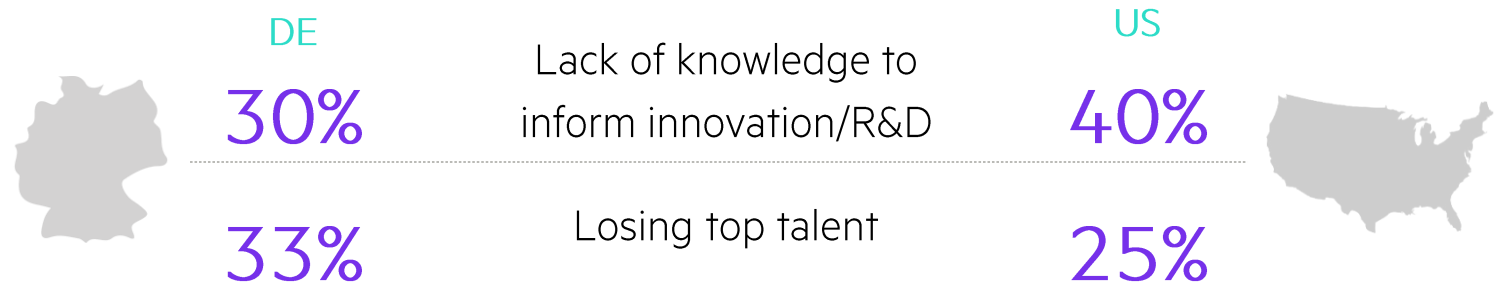 DE
US
Lack of knowledge to
30%
inform innovation/R&D
40%
Losing top talent
33%
25%